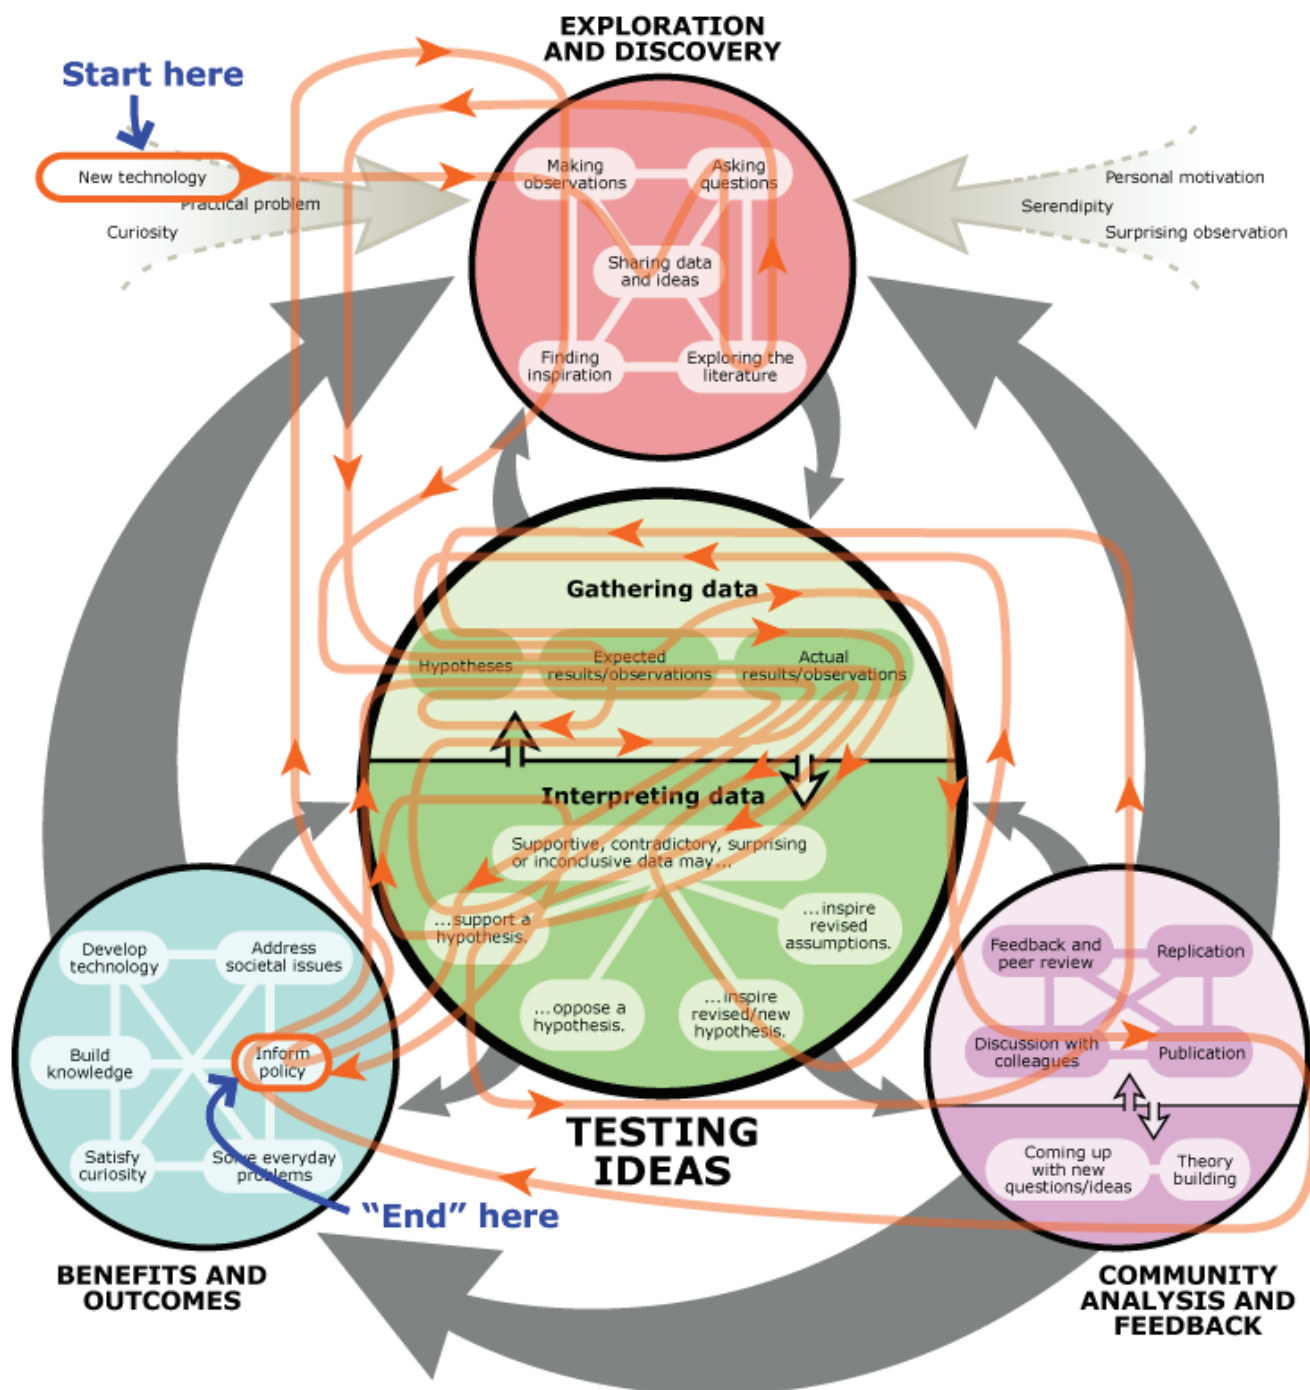 EXPLORATION
AND DISCOVERY
Start here
New technology
Practical problem
Curiosity
Personal motivation
Serendipity
Surprising observation
Making
observations
Asking
questions
Sharing data
and ideas
Finding
inspiration
Exploring the
literature
Gathering data
Hypotheses
Expected
results/observations
Actual
results/observations
Interpreting data
Supportive, contradictory, surprising
or inconclusive data may ...
...support a
hypothesis.
...oppose a
hypothesis.
...inspire
revised/new
hypothesis.
...inspire
revised
assumptions.
TESTING
IDEAS
Develop
technology
Address
societal issues
Build
knowledge
Inform
policy
Satisfy
curiosity
Solve everyday
problems
"End" here
BENEFITS AND
OUTCOMES
Feedback and
peer review
Replication
Discussion with
colleagues
Publication
Coming up
with new
questions/ideas
Theory
building
COMMUNITY
ANALYSIS AND
FEEDBACK